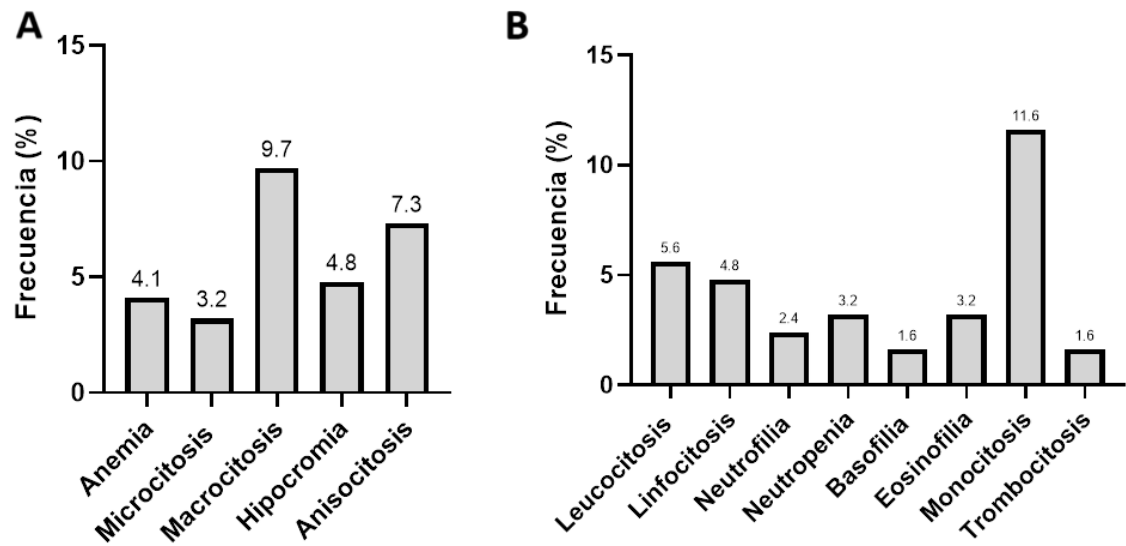 A
Frecuencia (%)
15
10
5
0
4.1
3.2
9.7
4.8
7.3
Anemia
Microcitosis
Macrocitosis
Hipocromia
Anisocitosis
B
Frecuencia (%)
15
10
5
0
5.6
4.8
2.4
3.2
1.6
3.2
11.6
1.6
Leucocitosis
Linfocitosis
Neutrofilia
Neutropenia
Basofilia
Eosinofilia
Monocitosis
Trombocitosis